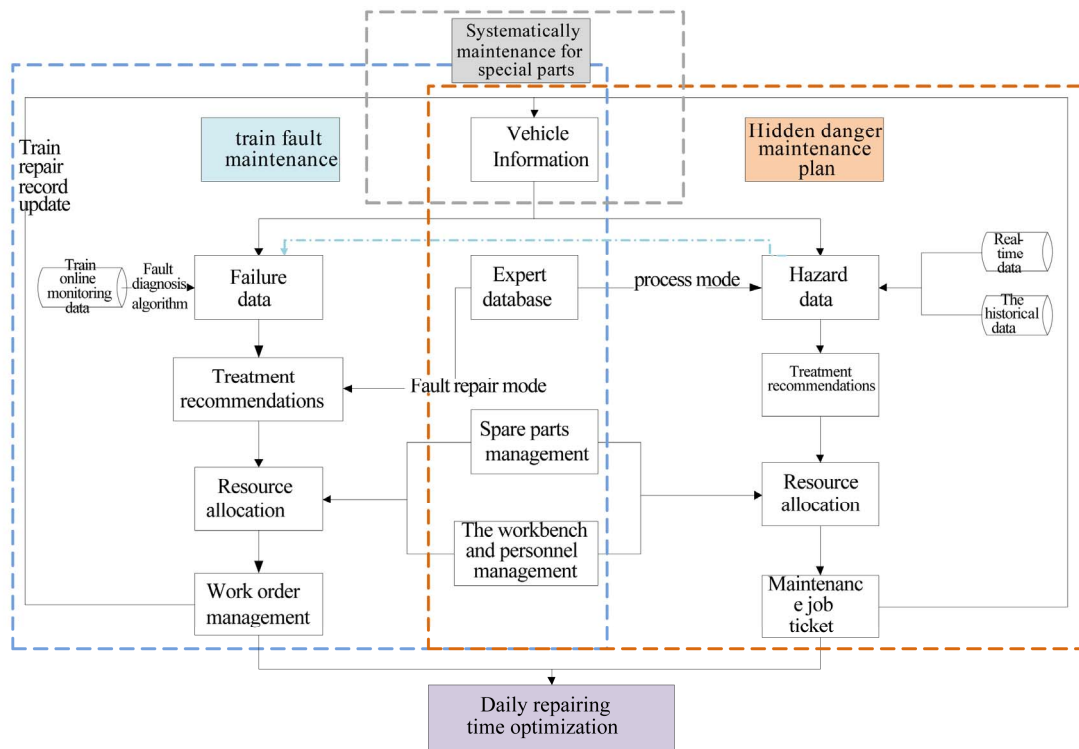 Systematically
maintenance for
special parts
train fault
maintenance
Vehicle
Information
Hidden danger
maintenance
plan
Train
repair
record
update
Train
online
monitoring
data
Fault
diagnosis
algorithm
Failure
data
Expert
database
process mode
Hazard
data
Real-
time data
The
historical
data
Treatment
recommendations
Fault repair mode
Treatment
recommendations
Spare parts
management
Resource
allocation
Resource
allocation
The workbench
and personnel
management
Work order
management
Maintenanc
e job
ticket
Daily repairing
time optimization